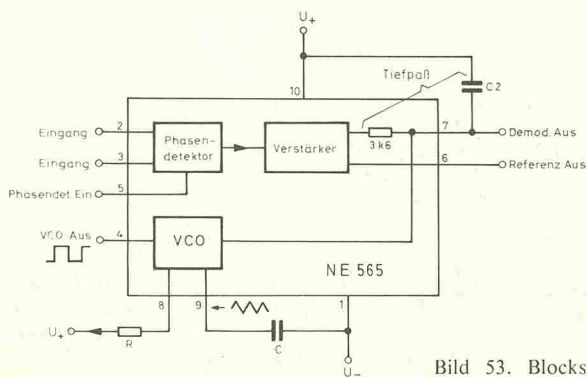 U+
Tiefpaß
C2
10
Eingang
2
Phasen-
detektor
Verstärker
3k6
7
Demod. Aus
Eingang
3
6
Referenz Aus
Phasendet. Ein
5
VCO Aus
4
VCO
NE 565
8
9
1
U+
R
C
U-
Bild 53. Blocks